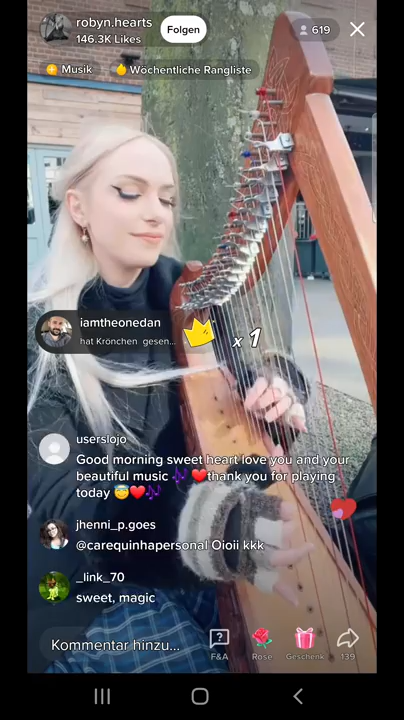 robyn.hearts
146.3K Likes
Folgen
619
Musik
Wöchentliche Rangliste
iamtheonedan
hat Krönchen gesen...
x 1
userslojo
Good morning sweet heart love you and your
beautiful music 🎶 ❤️thank you for playing
today 😇❤️🎶
jhenni_p.goes
@carequinhapersonal Oioii kkk
_link_70
sweet, magic
Kommentar hinzu...
F&A
Rose
Geschenk
139